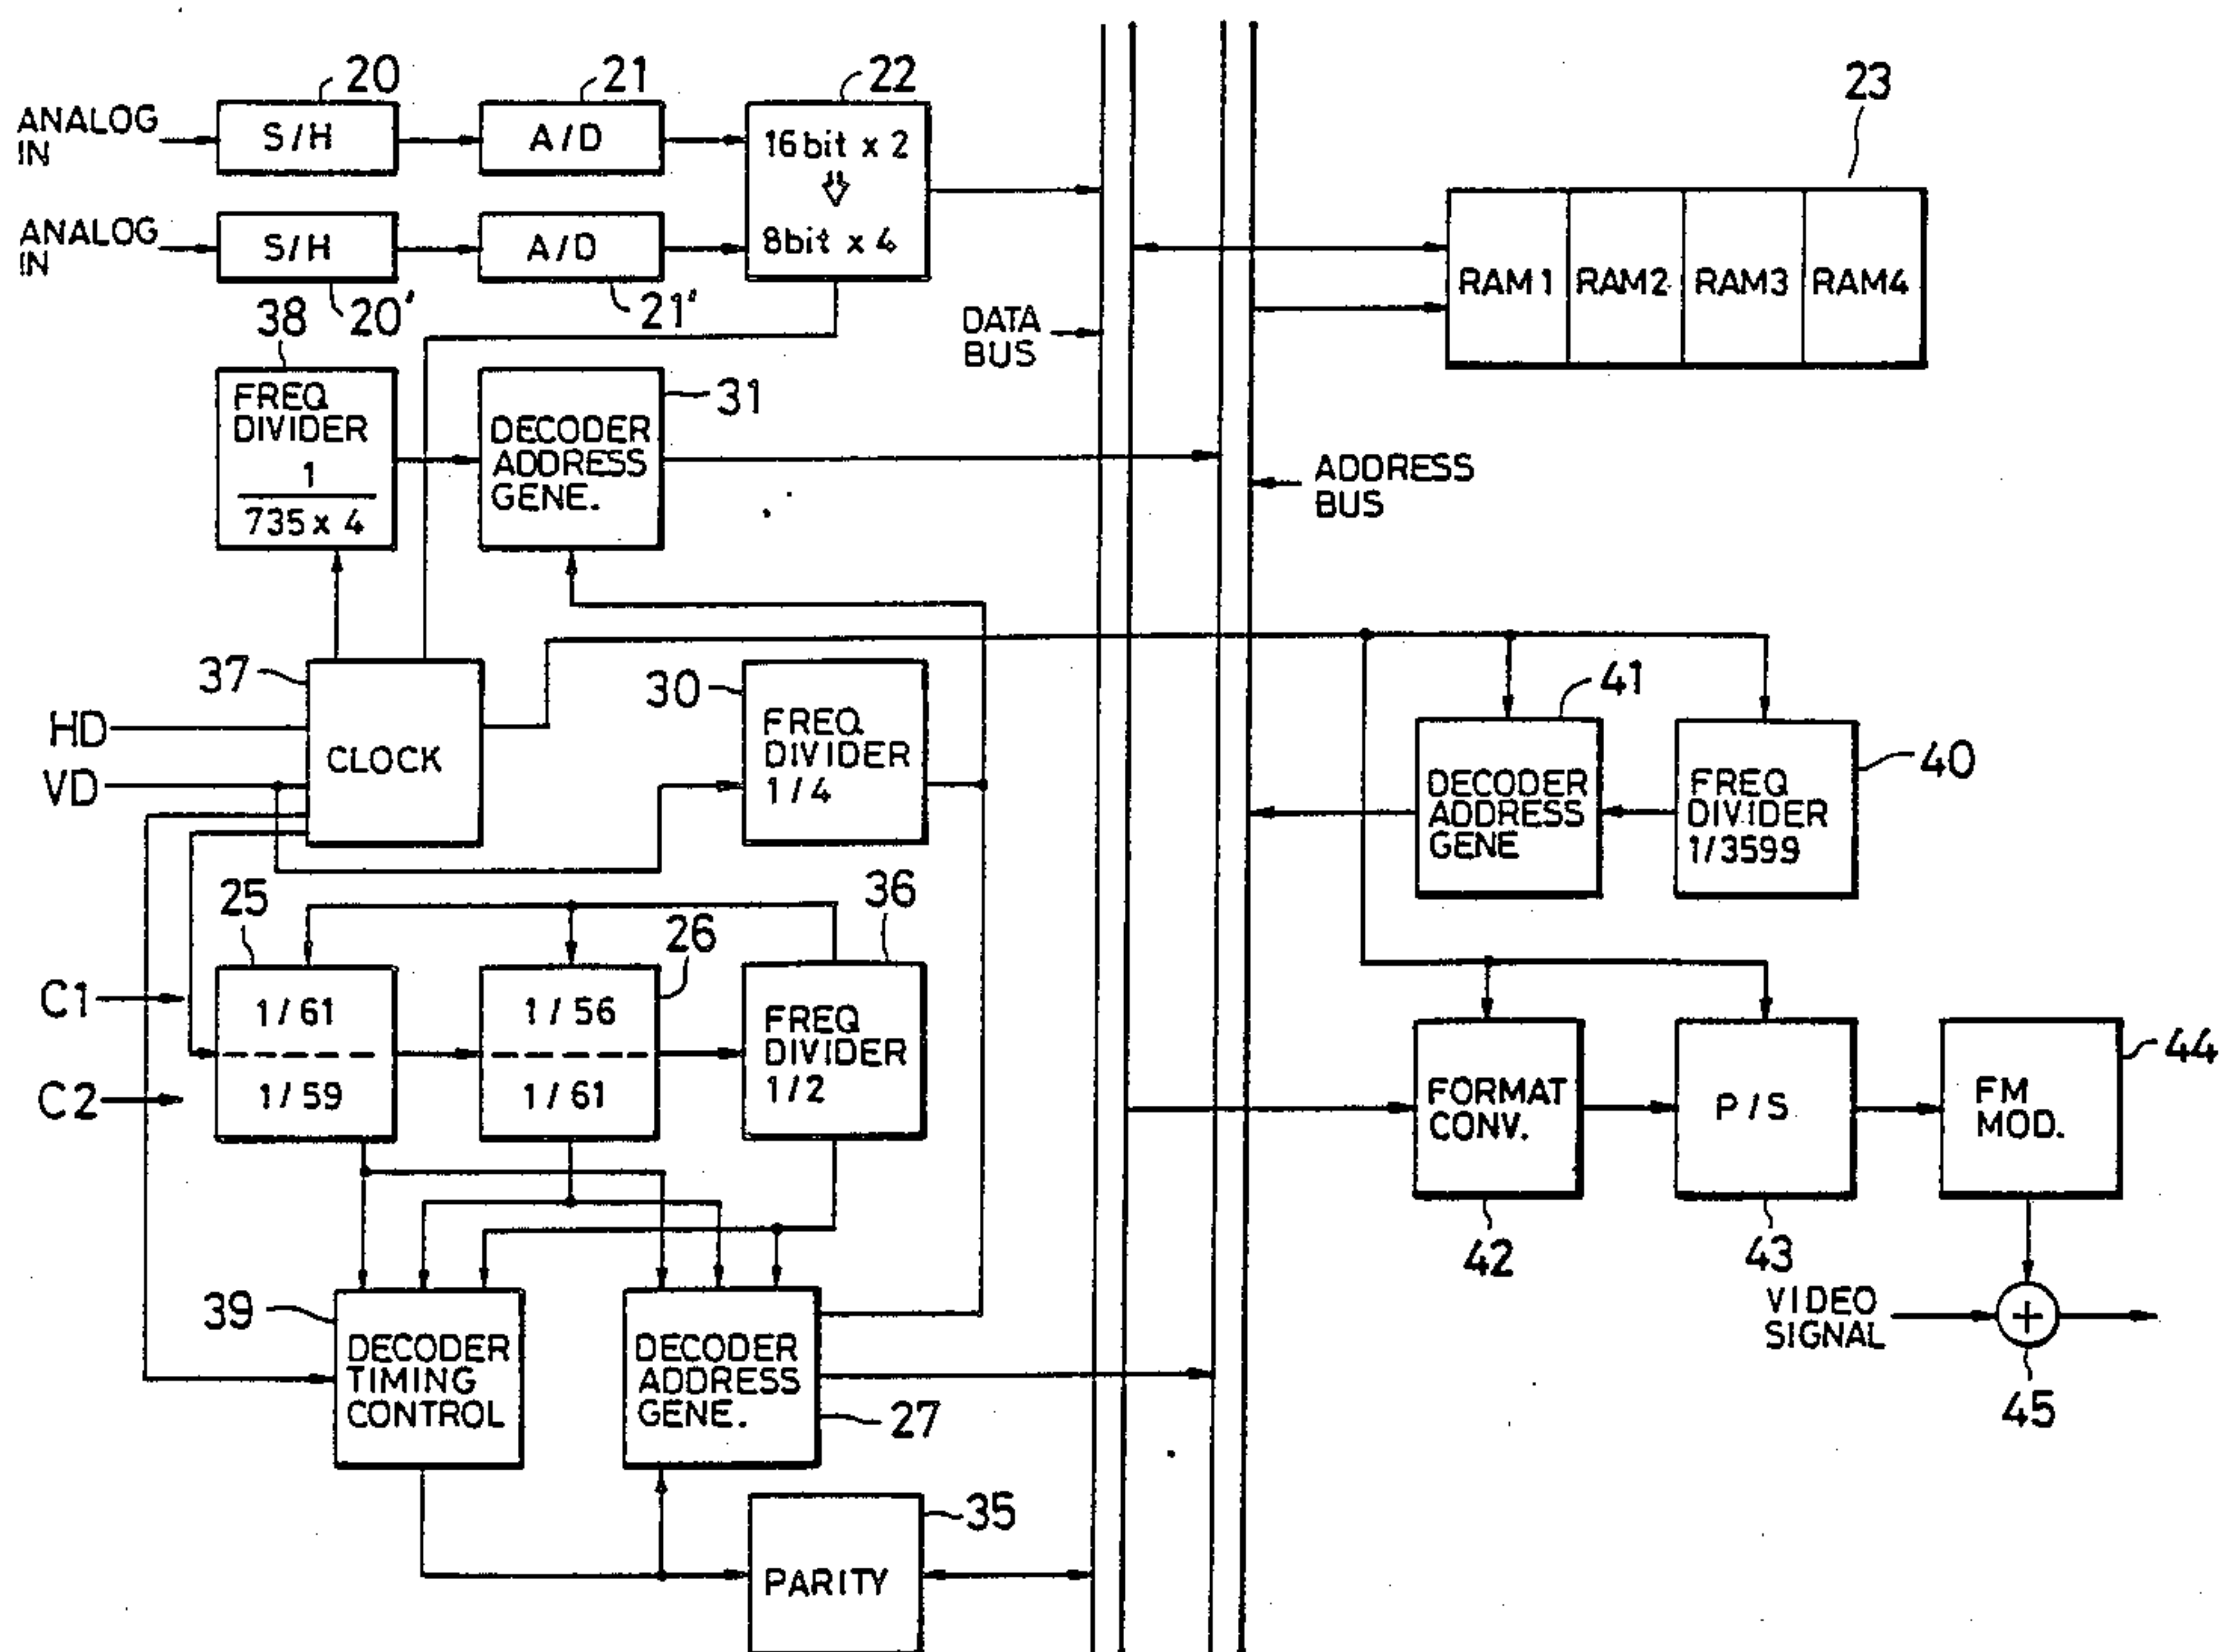 20
21
22
23
ANALOG
IN
S/H
A/D
16bit x 2
⇩
8bit x 4
ANALOG
IN
S/H
A/D
20'
21'
RAM1
RAM2
RAM3
RAM4
DATA
BUS
38
FREQ
DIVIDER
1
735 x 4
31
DECODER
ADDRESS
GENE.
ADDRESS
BUS
37
HD
VD
CLOCK
30
FREQ
DIVIDER
1/4
41
DECODER
ADDRESS
GENE
40
FREQ
DIVIDER
1/3599
25
26
36
C1
C2
1/61
1/59
1/56
1/61
FREQ
DIVIDER
1/2
FORMAT
CONV.
42
P/S
43
FM
MOD.
44
VIDEO
SIGNAL
+
45
39
DECODER
TIMING
CONTROL
DECODER
ADDRESS
GENE.
27
35
PARITY